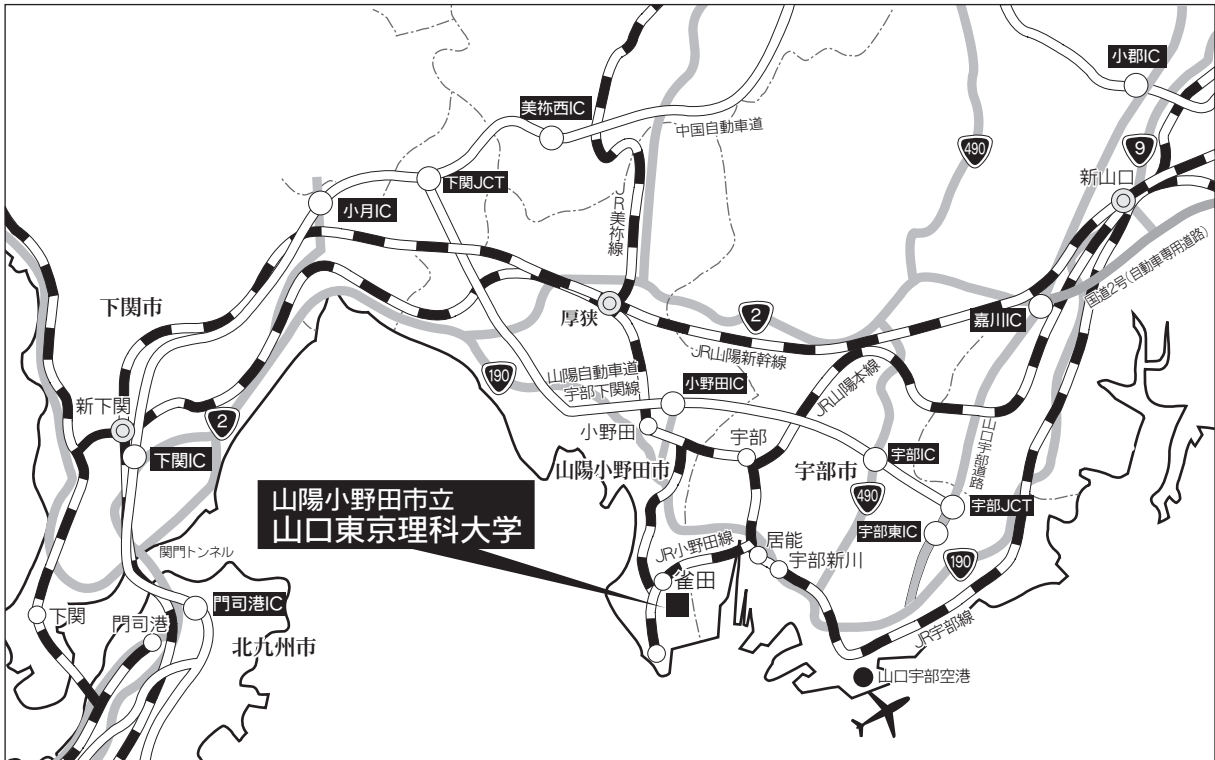 小郡IC
美祢西IC
中国自動車道
490
9
新山口
下関JCT
小月IC
JR美祢線
国道2号(自動車専用道路)
下関市
厚狭
2
嘉川IC
JR山陽新幹線
190
山陽自動車道
宇部下関線
小野田IC
JR山陽本線
新下関
2
小野田
宇部
山口宇部道路
下関IC
山陽小野田市
宇部市
宇部IC
490
宇部JCT
山陽小野田市立
山口東京理科大学
宇部東IC
関門トンネル
JR小野田線
居能
宇部新川
190
雀田
下関
門司港IC
門司港
北九州市
JR宇部線
山口宇部空港